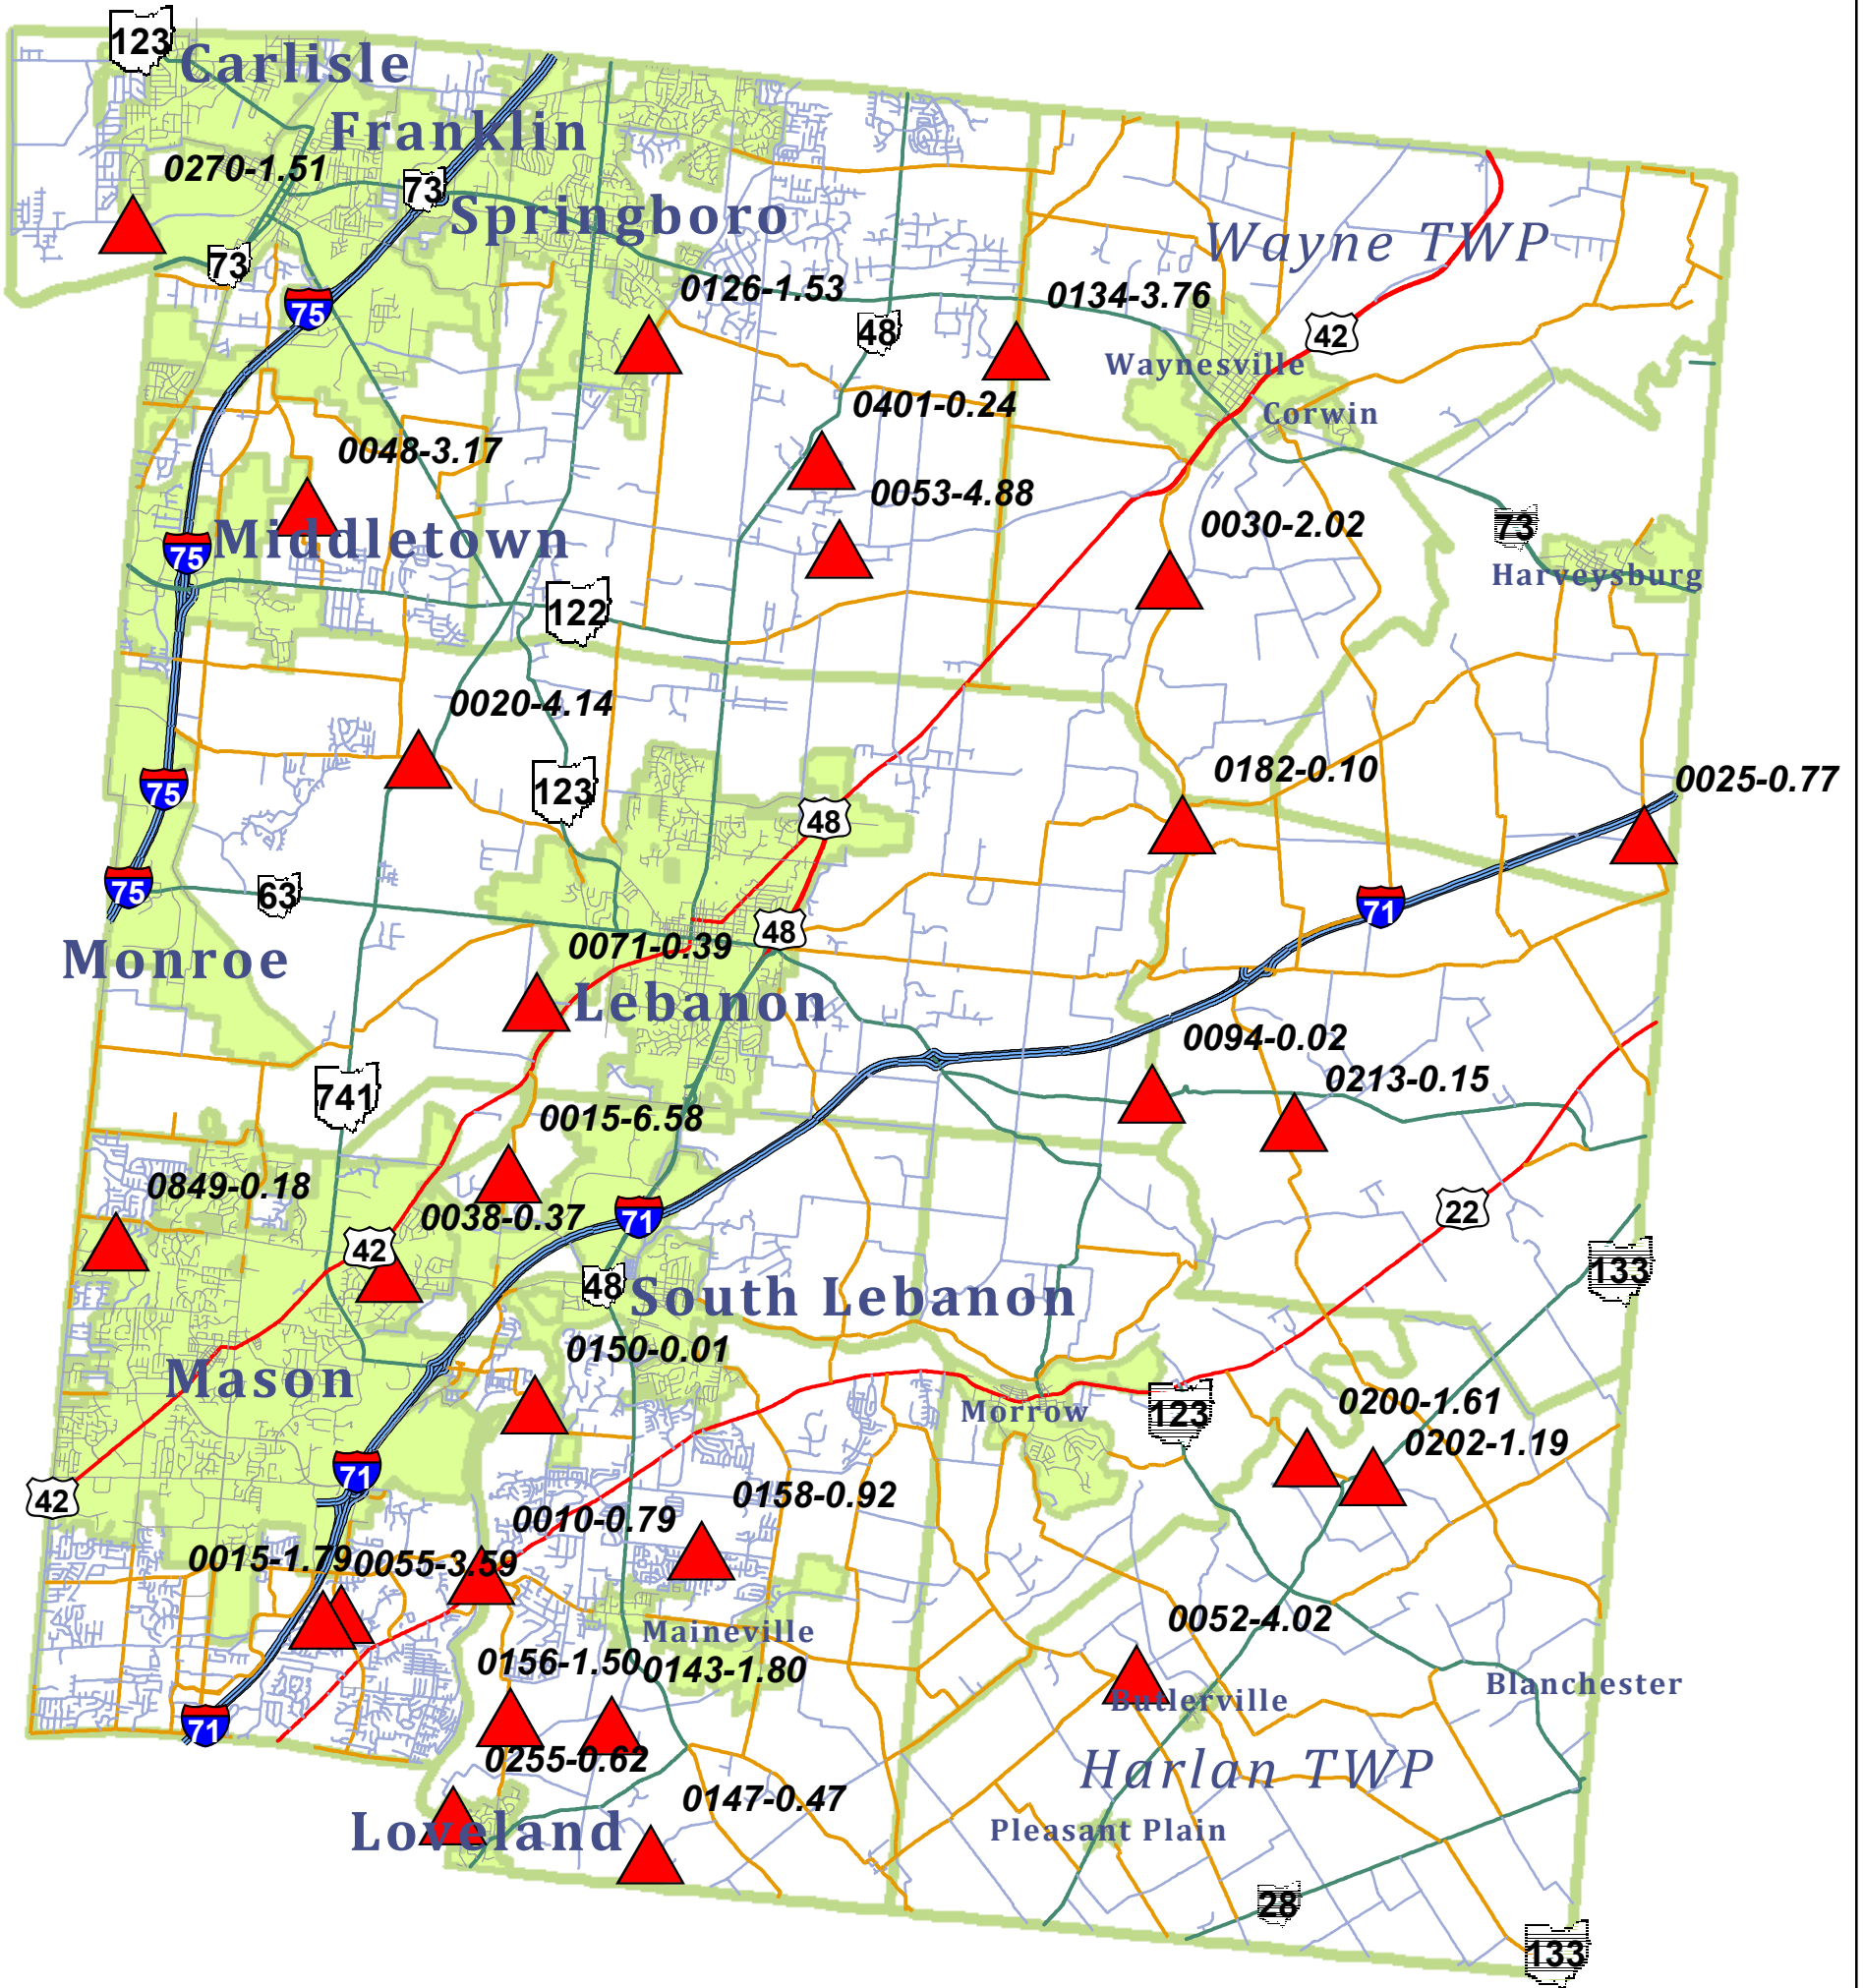 123
Carlisle
Franklin
0270-1.51
73
Springboro
Wayne TWP
73
0126-1.53
0134-3.76
75
48
42
Waynesville
0401-0.24
Corwin
0048-3.17
0053-4.88
0030-2.02
73
75
Middletown
Harveysburg
122
0020-4.14
0182-0.10
0025-0.77
75
123
48
75
63
71
48
0071-0.39
Monroe
Lebanon
0094-0.02
0213-0.15
741
0015-6.58
0849-0.18
22
0038-0.37
71
42
133
48
South Lebanon
0150-0.01
Mason
0200-1.61
Morrow
123
0202-1.19
71
42
0158-0.92
0010-0.79
0015-1.79
0055-3.59
0052-4.02
Maineville
0156-1.50
0143-1.80
Blanchester
Butlerville
71
0255-0.62
Harlan TWP
0147-0.47
Loveland
Pleasant Plain
28
133